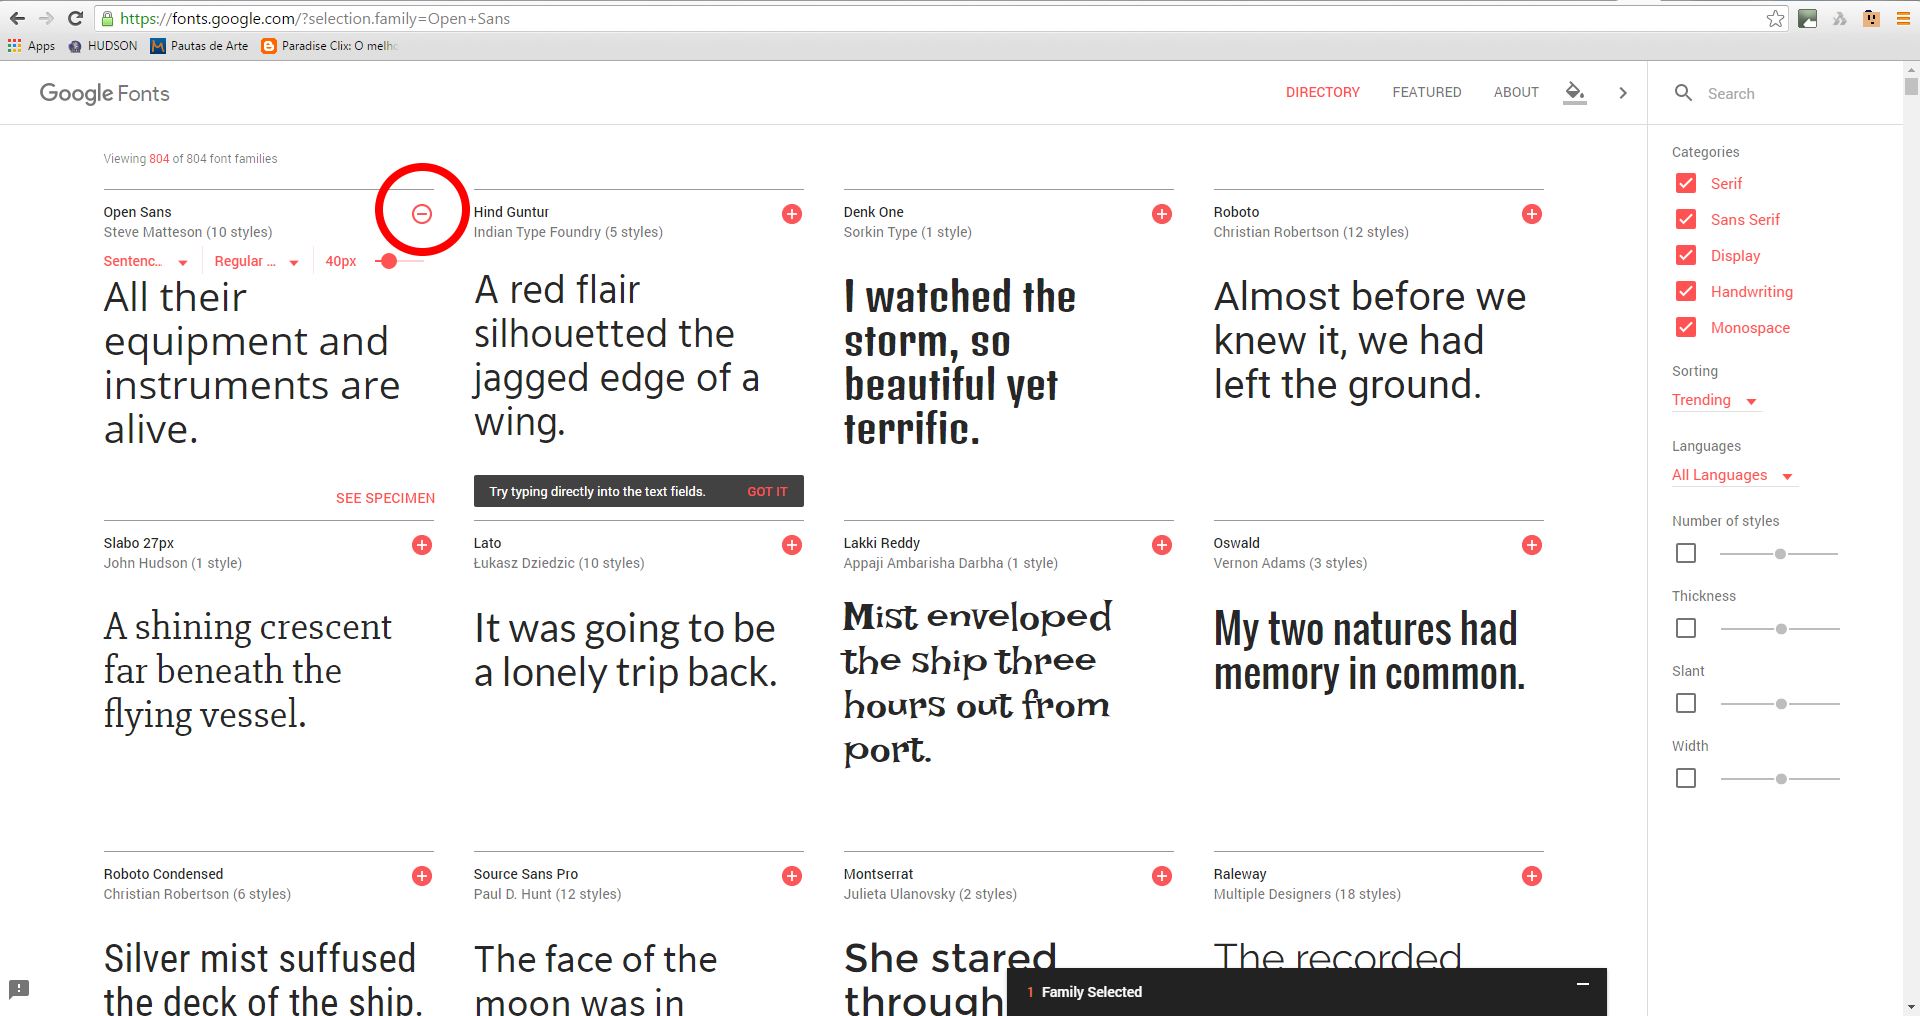 https://fonts.google.com/?selection.family=Open+Sans
Apps HUDSON Pautas de Arte Paradise Clix: O melh
Google Fonts
DIRECTORY FEATURED ABOUT
Search
Viewing 804 of 804 font families
Open Sans
Steve Matteson (10 styles)
Sentenc... Regular ... 40px
All their
equipment and
instruments are
alive.
SEE SPECIMEN
Hind Guntur
Indian Type Foundry (5 styles)
A red flair
silhouetted the
jagged edge of a
wing.
Try typing directly into the text fields. GOT IT
Denk One
Sorkin Type (1 style)
I watched the
storm, so
beautiful yet
terrific.
Roboto
Christian Robertson (12 styles)
Almost before we
knew it, we had
left the ground.
Slabo 27px
John Hudson (1 style)
A shining crescent
far beneath the
flying vessel.
Lato
Łukasz Dziedzic (10 styles)
It was going to be
a lonely trip back.
Lakki Reddy
Appaji Ambarisha Darbha (1 style)
Mist enveloped
the ship three
hours out from
port.
Oswald
Vernon Adams (3 styles)
My two natures had
memory in common.
Roboto Condensed
Christian Robertson (6 styles)
Silver mist suffused
the deck of the ship.
Source Sans Pro
Paul D. Hunt (12 styles)
The face of the
moon was in
Montserrat
Julieta Ulanovsky (2 styles)
She stared
through
Raleway
Multiple Designers (18 styles)
The recorded
1 Family Selected
Categories
Serif
Sans Serif
Display
Handwriting
Monospace
Sorting
Trending
Languages
All Languages
Number of styles
Thickness
Slant
Width